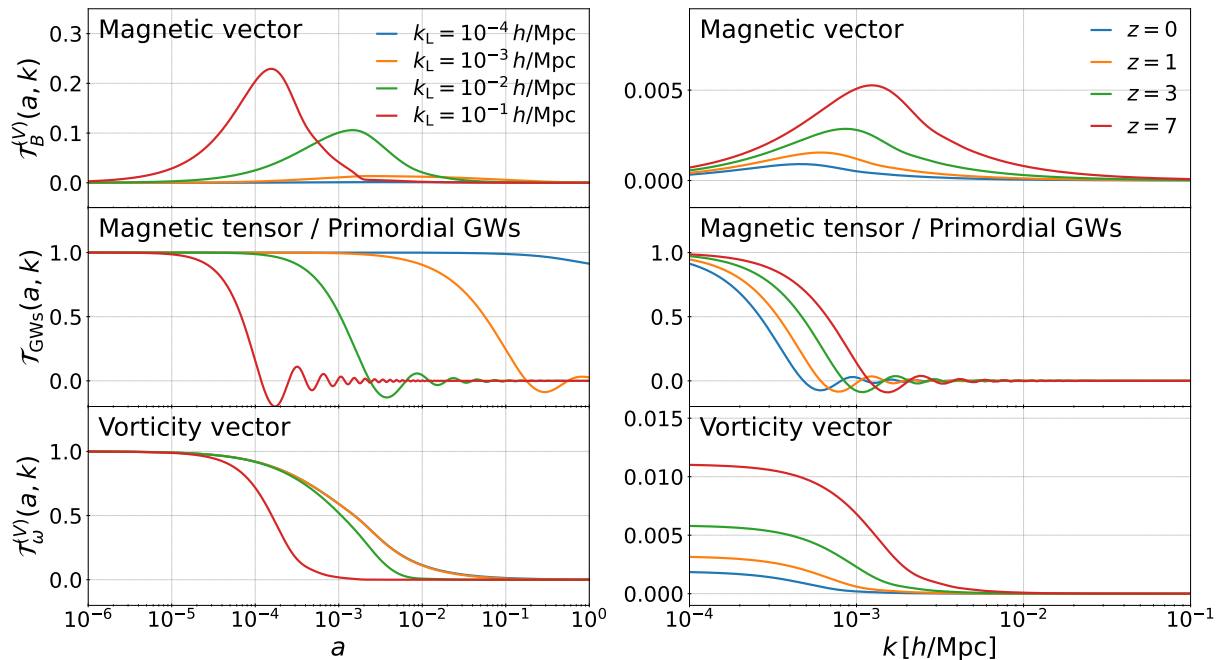 Magnetic vector
k_L = 10^{-4} h/Mpc
k_L = 10^{-3} h/Mpc
k_L = 10^{-2} h/Mpc
k_L = 10^{-1} h/Mpc
0.3
0.2
0.1
0.0
𝒯_B^{(V)}(a, k)
Magnetic vector
z = 0
z = 1
z = 3
z = 7
0.005
0.000
Magnetic tensor / Primordial GWs
1.0
0.5
0.0
𝒯_{GWs}(a, k)
Magnetic tensor / Primordial GWs
1.0
0.5
0.0
Vorticity vector
1.0
0.5
0.0
𝒯_ω^{(V)}(a, k)
10^{-6} 10^{-5} 10^{-4} 10^{-3} 10^{-2} 10^{-1} 10^{0}
a
Vorticity vector
0.015
0.010
0.005
0.000
10^{-4} 10^{-3} 10^{-2} 10^{-1}
k [h/Mpc]